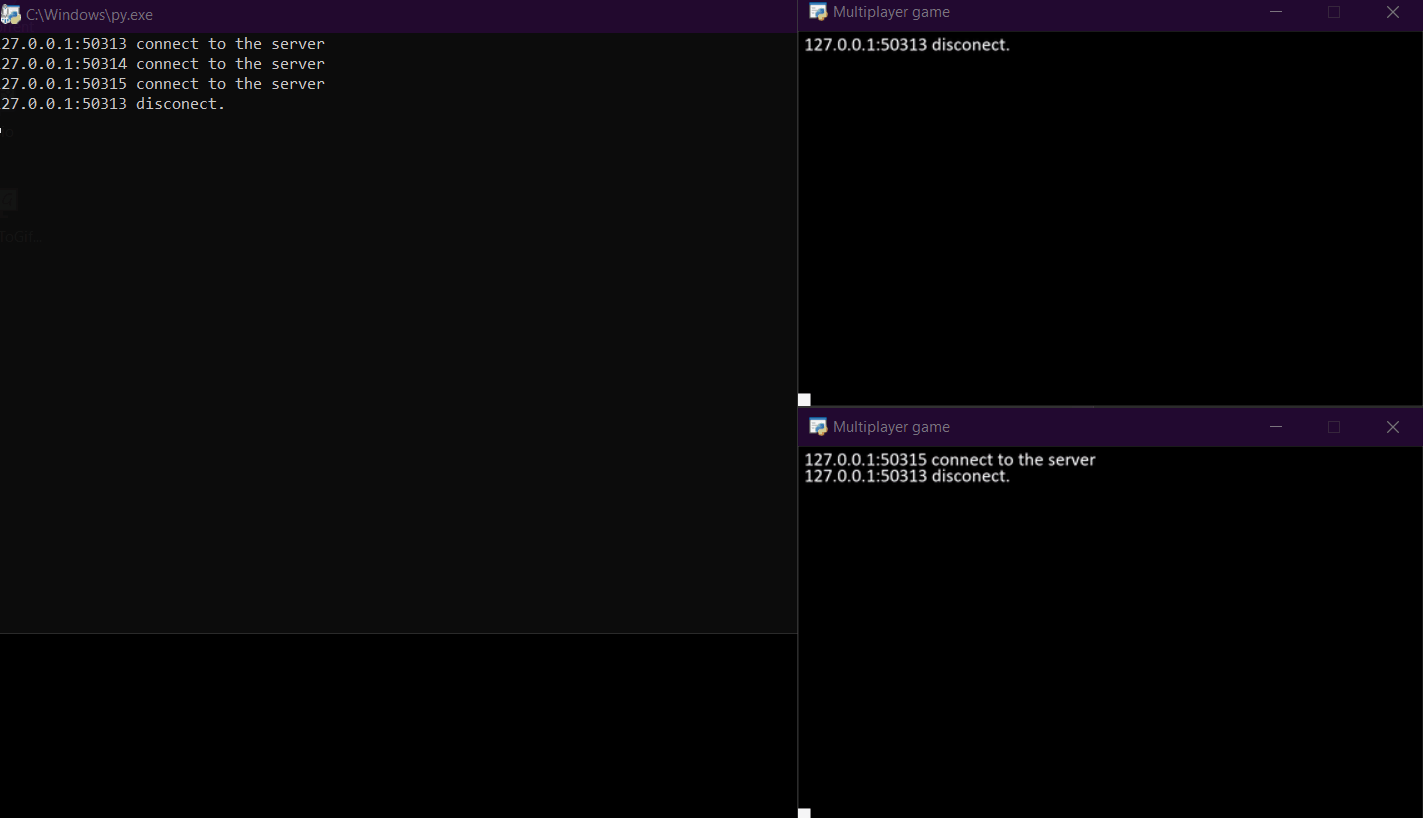 C:\Windows\py.exe
27.0.0.1:50313 connect to the server
27.0.0.1:50314 connect to the server
27.0.0.1:50315 connect to the server
27.0.0.1:50313 disconect.
Multiplayer game
127.0.0.1:50313 disconect.
Multiplayer game
127.0.0.1:50315 connect to the server
127.0.0.1:50313 disconect.